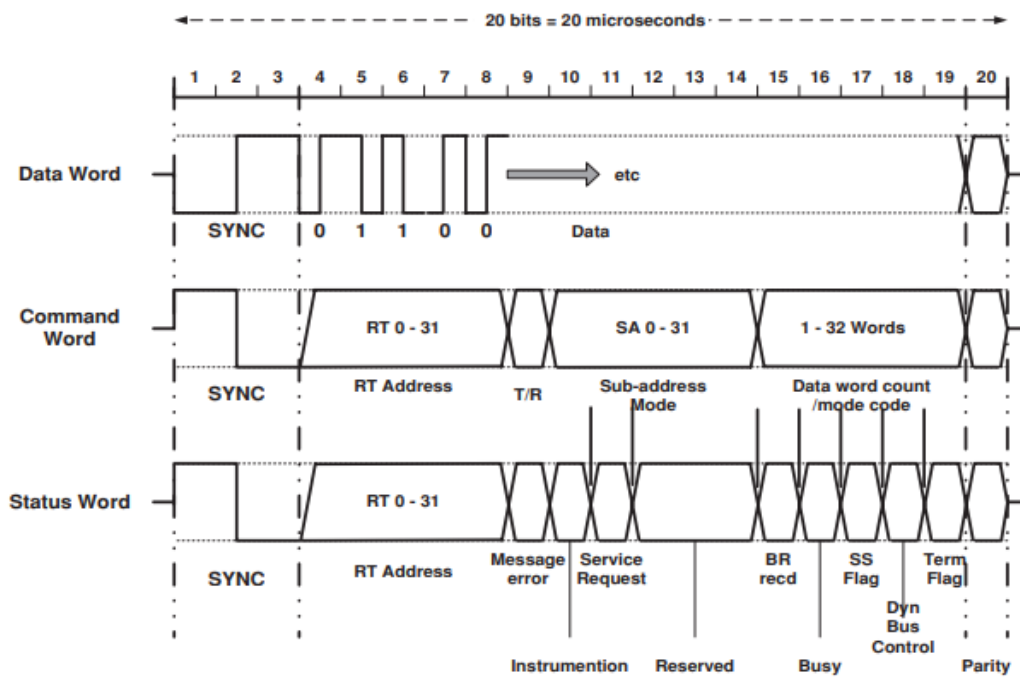 20 bits = 20 microseconds
1 2 3 4 5 6 7 8 9 10 11 12 13 14 15 16 17 18 19 20
Data Word
etc
SYNC 0 1 1 0 0 Data
Command
Word
RT 0 - 31 SA 0 - 31 1 - 32 Words
SYNC RT Address T/R Sub-address
Mode Data word count
/mode code
Status Word
RT 0 - 31
SYNC RT Address Message
error Service
Request BR
recd SS
Flag Term
Flag
Dyn
Bus
Control
Instrumention Reserved Busy Parity